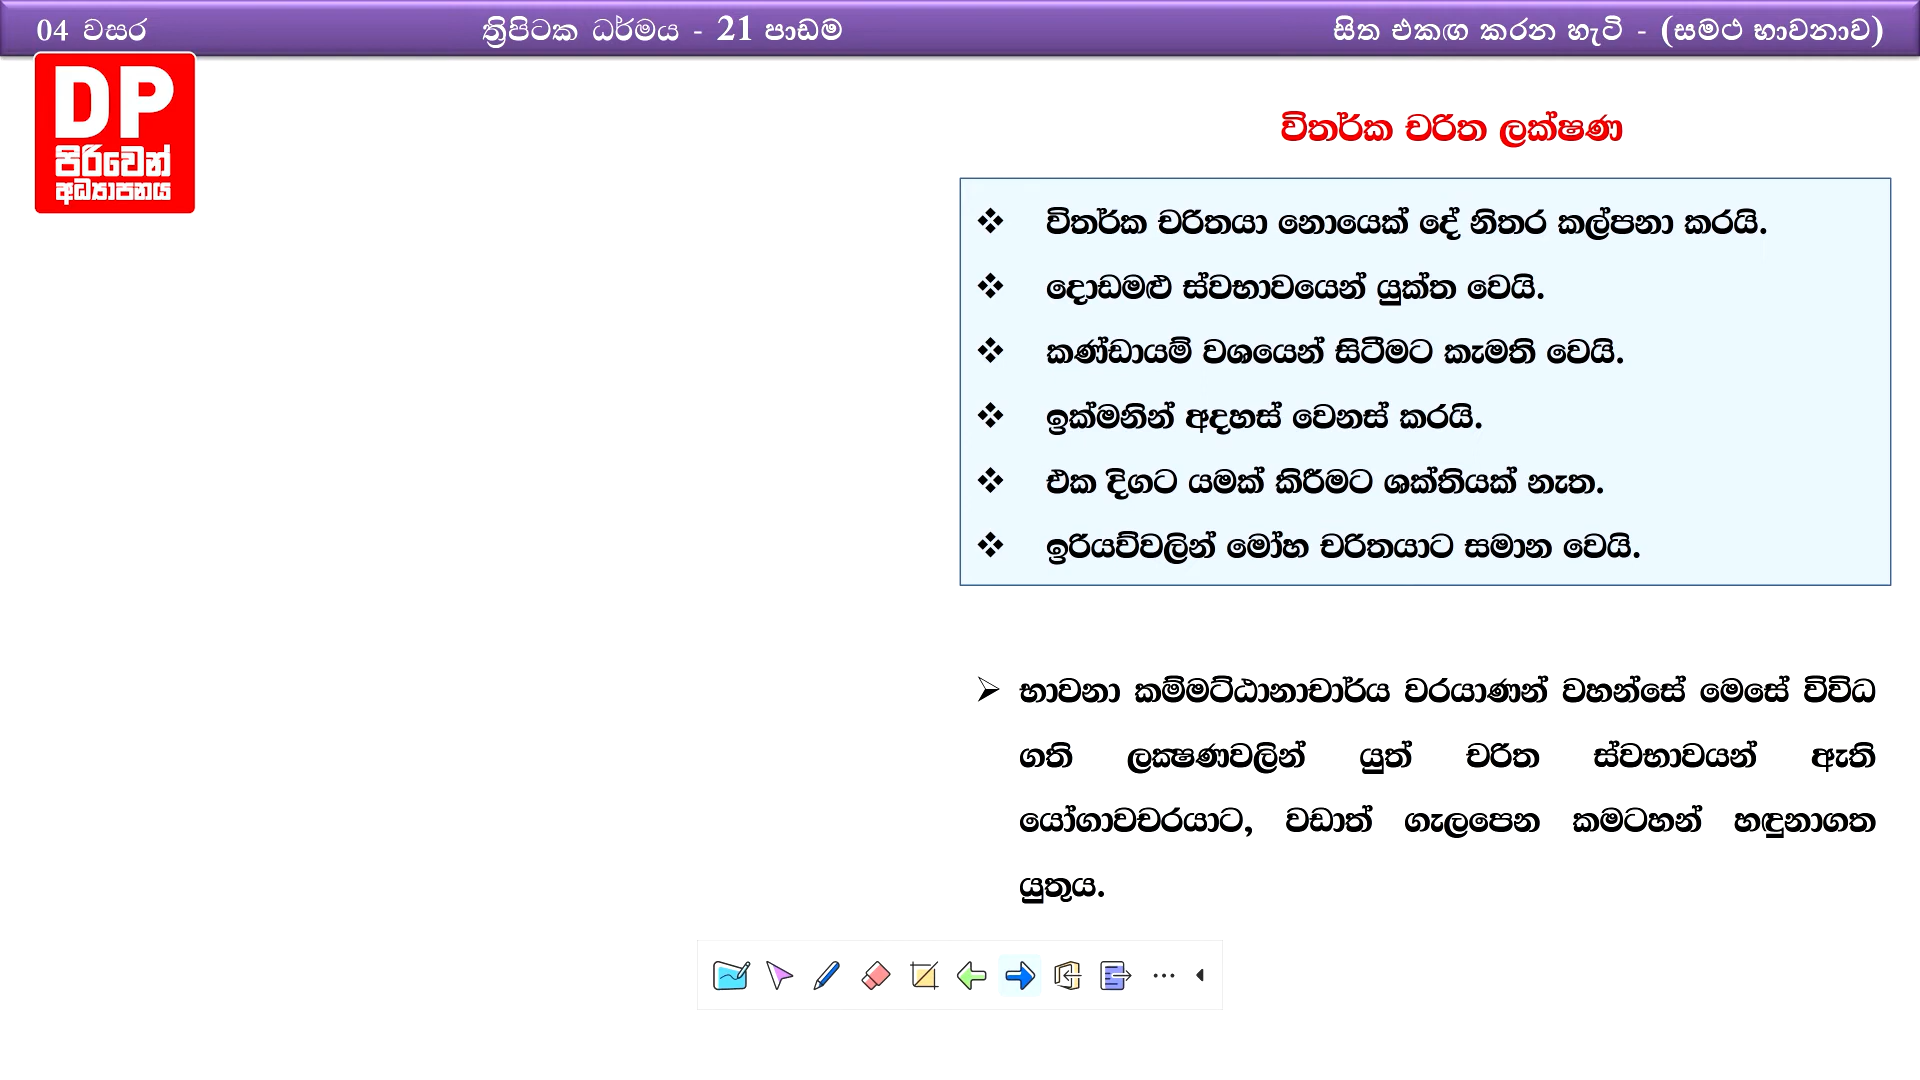 04 වසර
ත්‍රිපිටක ධර්මය - 21 පාඩම
සිත එකඟ කරන හැටි - (සමථ භාවනාව)
DP
පිරිවෙන්
අධ්‍යාපනය
විතර්ක චරිත ලක්ෂණ
❖ විතර්ක චරිතයා නොයෙක් දේ නිතර කල්පනා කරයි.
❖ දොඩමළු ස්වභාවයෙන් යුක්ත වෙයි.
❖ කණ්ඩායම් වශයෙන් සිටීමට කැමති වෙයි.
❖ ඉක්මනින් අදහස් වෙනස් කරයි.
❖ එක දිගට යමක් කිරීමට ශක්තියක් නැත.
❖ ඉරියව්වලින් මෝහ චරිතයාට සමාන වෙයි.
➢ භාවනා කම්මට්ඨානාචාර්ය වරයාණන් වහන්සේ මෙසේ විවිධ
ගති ලක්‍ෂණවලින් යුත් චරිත ස්වභාවයන් ඇති
යෝගාවචරයාට, වඩාත් ගැලපෙන කමටහන් හඳුනාගත
යුතුය.